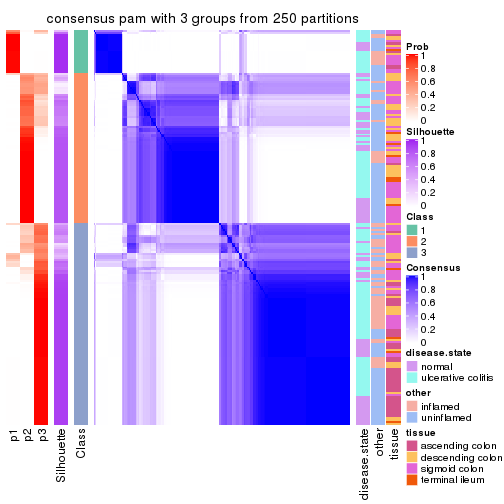 consensus pam with 3 groups from 250 partitions
p1
p2
p3
Silhouette
Class
disease.state
other
tissue
Prob
1
0.8
0.6
0.4
0.2
0
Silhouette
1
0.8
0.6
0.4
0.2
0
Class
1
2
3
Consensus
1
0.8
0.6
0.4
0.2
0
disease.state
normal
ulcerative colitis
other
inflamed
uninflamed
tissue
ascending colon
descending colon
sigmoid colon
terminal ileum